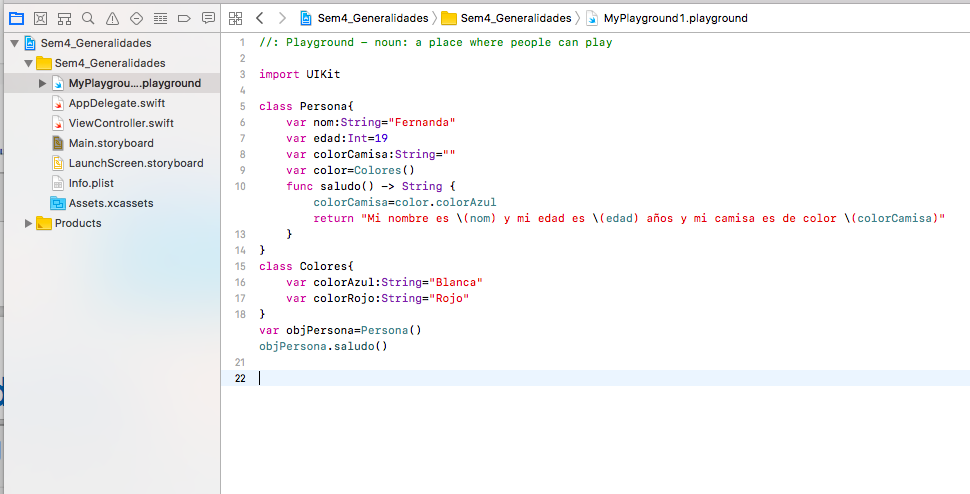 Sem4_Generalidades
Sem4_Generalidades
MyPlaygrou....playground
AppDelegate.swift
ViewController.swift
Main.storyboard
LaunchScreen.storyboard
Info.plist
Assets.xcassets
Products
Sem4_Generalidades 〉 Sem4_Generalidades 〉 MyPlayground1.playground
1 //: Playground - noun: a place where people can play
2
3 import UIKit
4
5 class Persona{
6     var nom:String="Fernanda"
7     var edad:Int=19
8     var colorCamisa:String=""
9     var color=Colores()
10     func saludo() -> String {
        colorCamisa=color.colorAzul
        return "Mi nombre es \(nom) y mi edad es \(edad) años y mi camisa es de color \(colorCamisa)"
13     }
14 }
15 class Colores{
16     var colorAzul:String="Blanca"
17     var colorRojo:String="Rojo"
18 }
var objPersona=Persona()
objPersona.saludo()
21
22